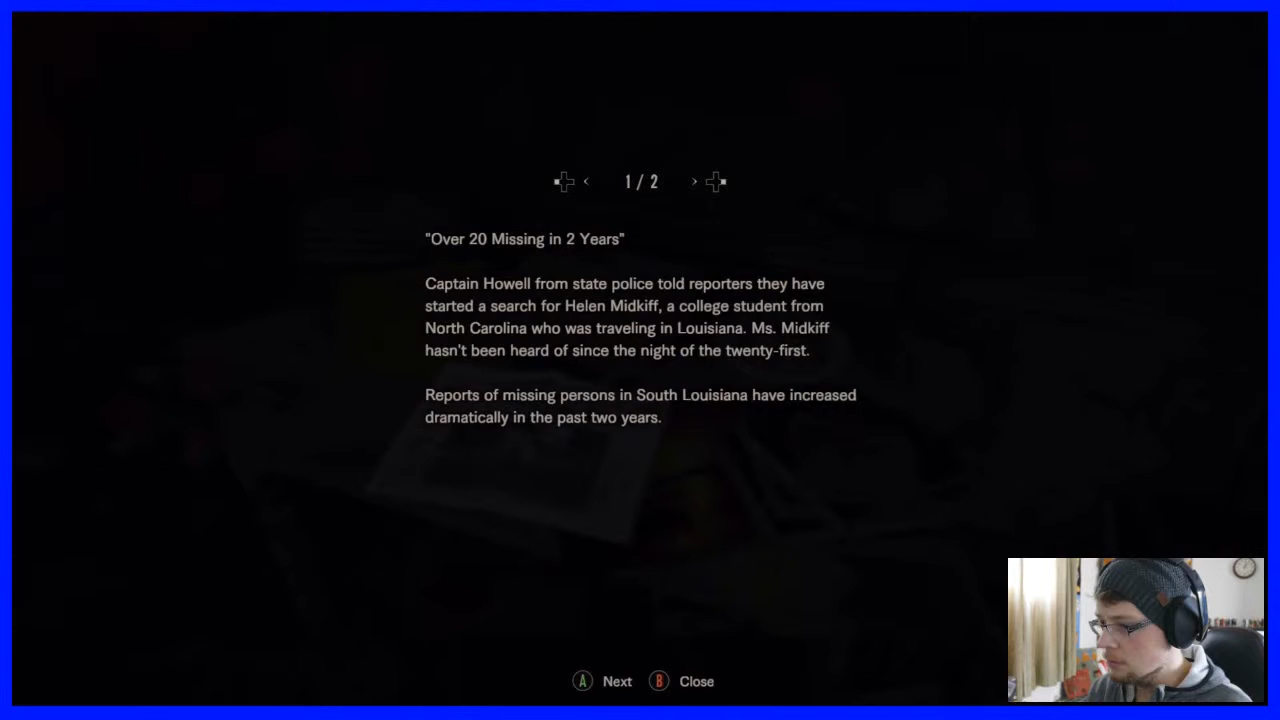 < 1 / 2 >
"Over 20 Missing in 2 Years"
Captain Howell from state police told reporters they have
started a search for Helen Midkiff, a college student from
North Carolina who was traveling in Louisiana. Ms. Midkiff
hasn't been heard of since the night of the twenty-first.
Reports of missing persons in South Louisiana have increased
dramatically in the past two years.
A Next B Close